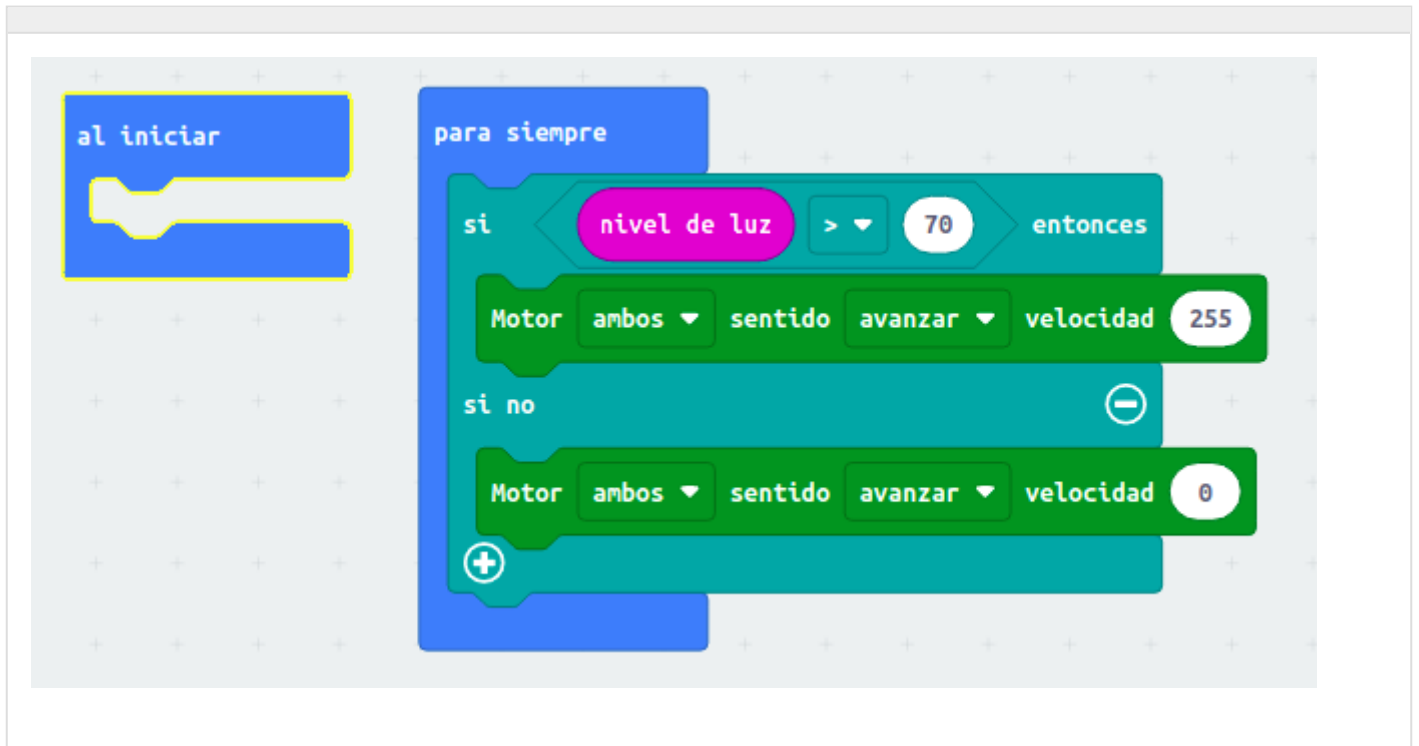 al iniciar
para siempre
si nivel de luz > 70 entonces
Motor ambos sentido avanzar velocidad 255
si no
Motor ambos sentido avanzar velocidad 0